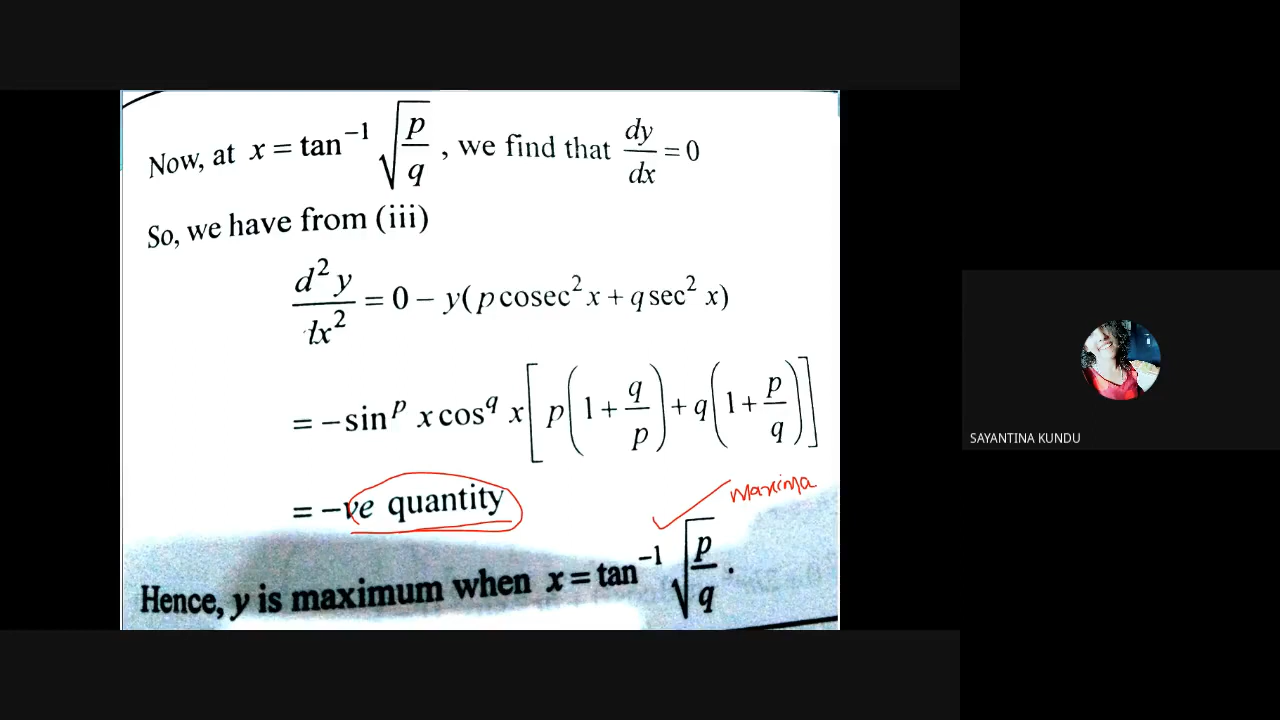 Now, at x = tan⁻¹ √(p/q) , we find that dy/dx = 0
So, we have from (iii)
d²y/dx² = 0 − y(p cosec² x + q sec² x)
= − sin^p x cos^q x [ p(1 + q/p) + q(1 + p/q) ]
= −ve quantity
maxima
Hence, y is maximum when x = tan⁻¹ √(p/q) .
SAYANTINA KUNDU